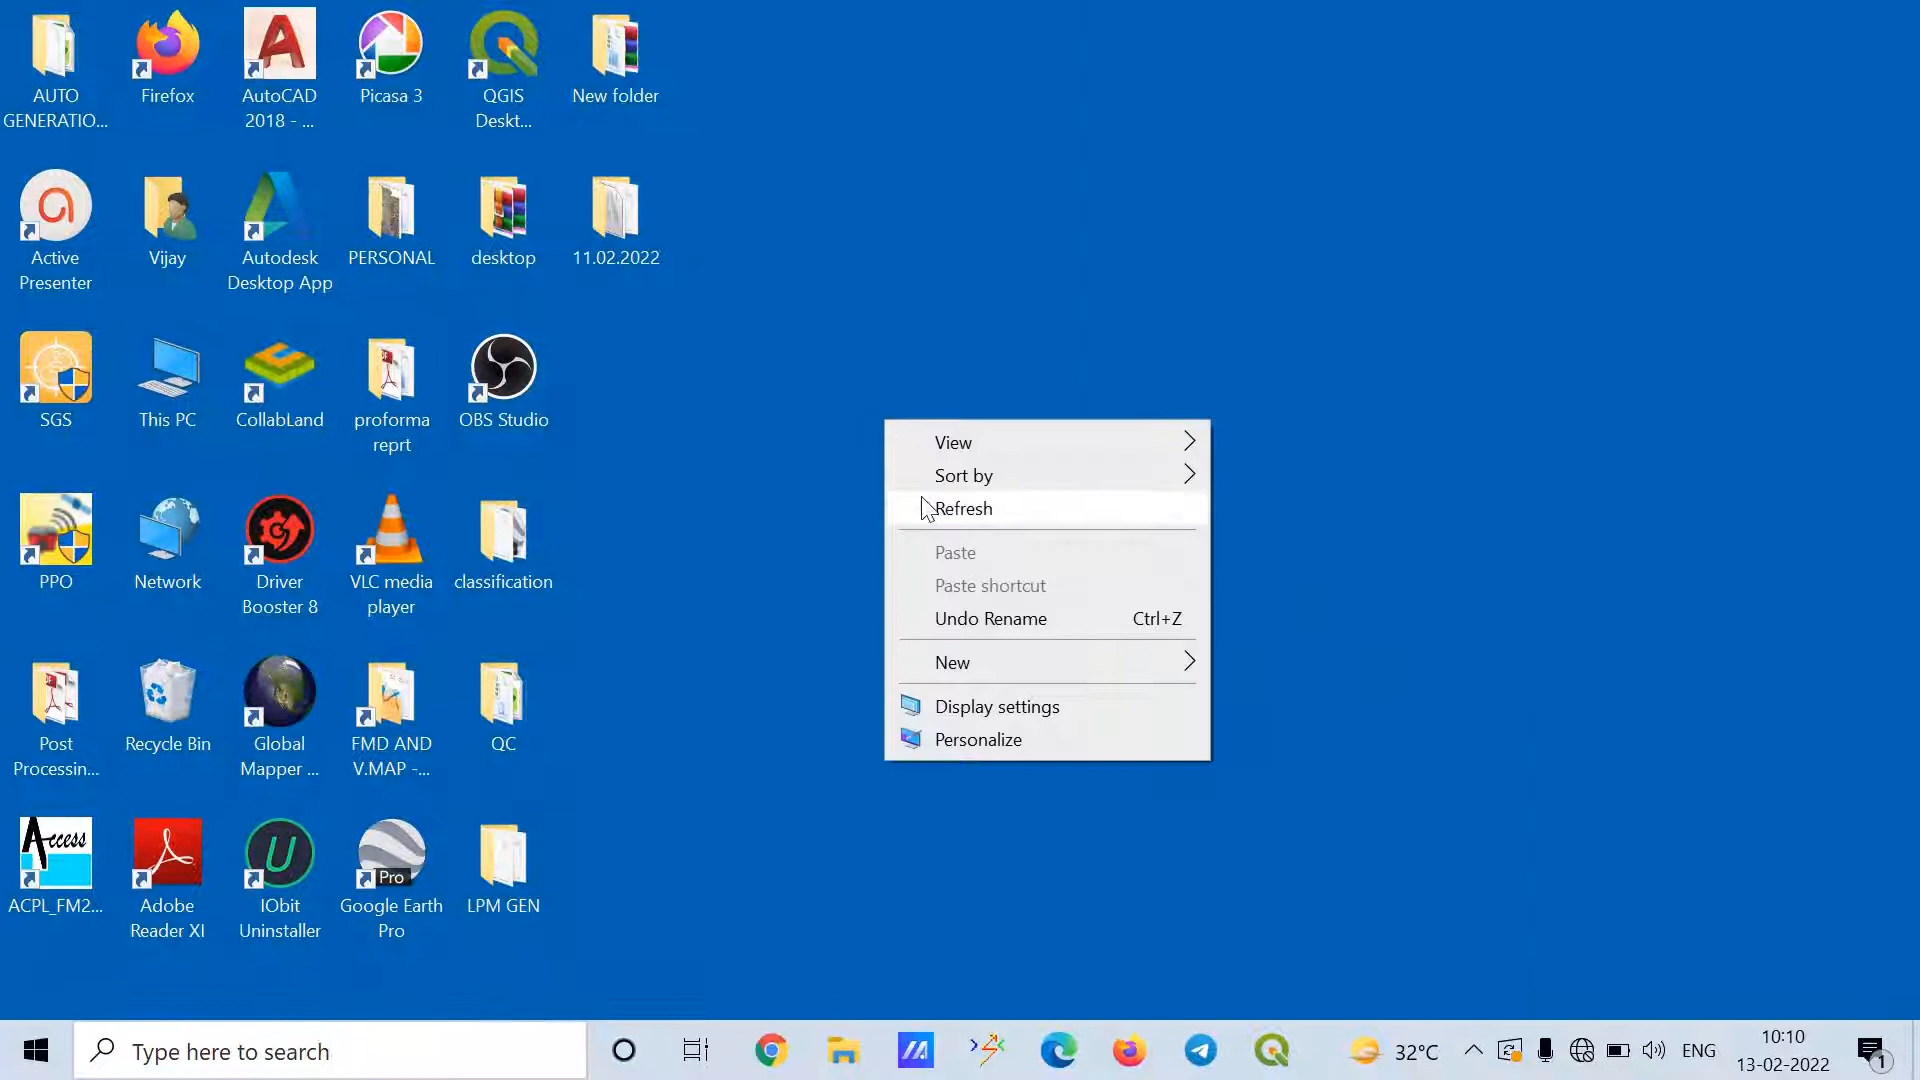 AUTO
GENERATIO...
Firefox
AutoCAD
2018 - ...
Picasa 3
QGIS
Deskt...
New folder
Active
Presenter
Vijay
Autodesk
Desktop App
PERSONAL
desktop
11.02.2022
SGS
This PC
CollabLand
proforma
reprt
OBS Studio
PPO
Network
Driver
Booster 8
VLC media
player
classification
Post
Processin...
Recycle Bin
Global
Mapper ...
FMD AND
V.MAP -...
QC
Access
ACPL_FM2...
Adobe
Reader XI
IObit
Uninstaller
Pro
Google Earth
Pro
LPM GEN
View
Sort by
Refresh
Paste
Paste shortcut
Undo Rename Ctrl+Z
New
Display settings
Personalize
Type here to search
32°C
ENG
10:10
13-02-2022
1